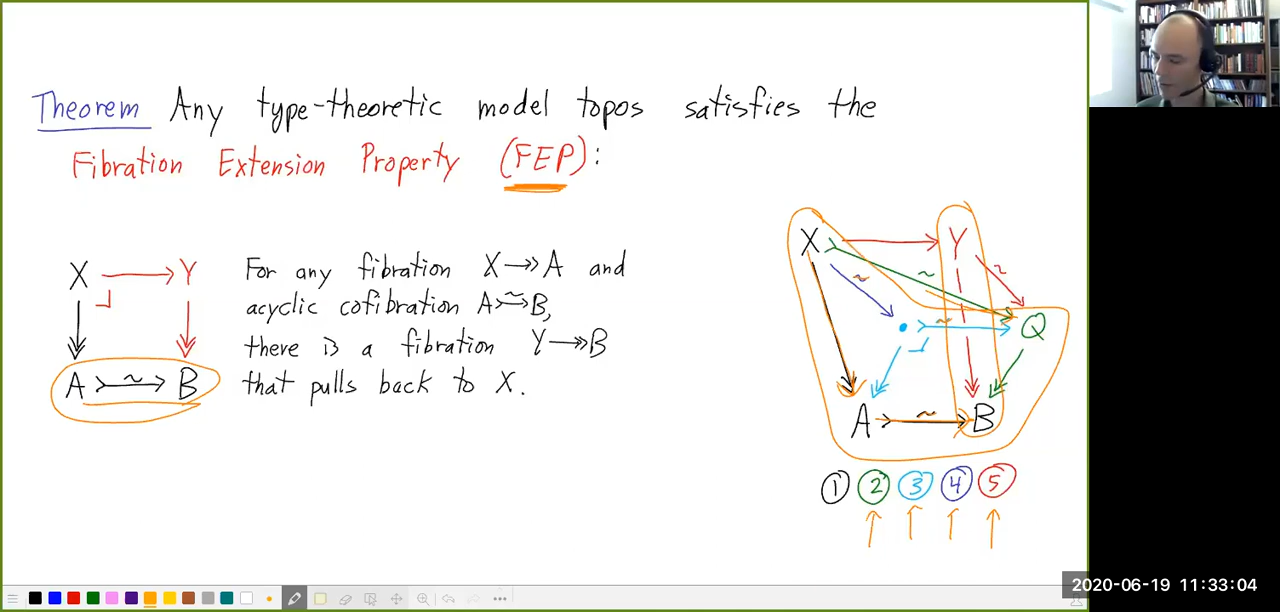 Theorem Any type-theoretic model topos satisfies the
Fibration Extension Property (FEP):
X → Y
For any fibration X ↠ A and
acyclic cofibration A ↣ B,
there is a fibration Y ↠ B
A ~ B
that pulls back to X.
X Y
~ ~ ~
~ Q
A ~ B
① ② ③ ④ ⑤
2020-06-19 11:33:04